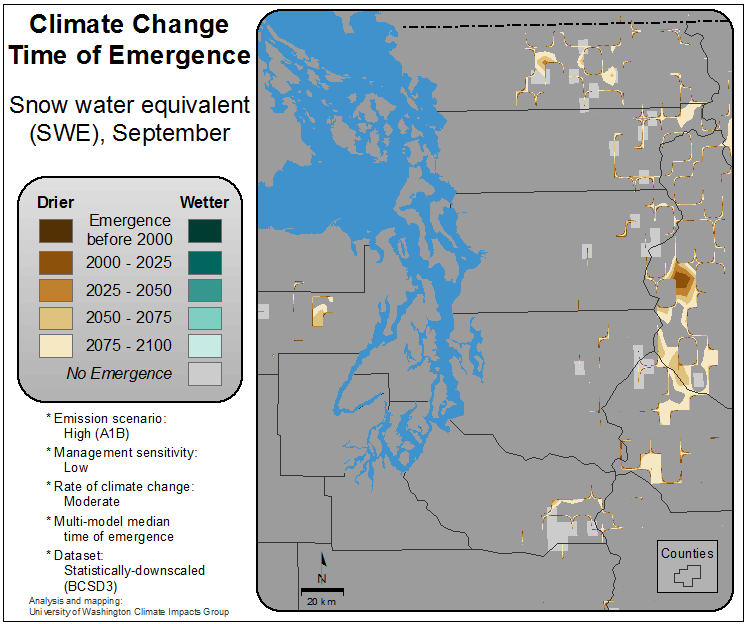 Climate Change
Time of Emergence
Snow water equivalent
(SWE), September
Drier Wetter
Emergence
before 2000
2000 - 2025
2025 - 2050
2050 - 2075
2075 - 2100
No Emergence
* Emission scenario:
High (A1B)
* Management sensitivity:
Low
* Rate of climate change:
Moderate
* Multi-model median
time of emergence
* Dataset:
Statistically-downscaled
(BCSD3)
Analysis and mapping:
University of Washington Climate Impacts Group
N
20 km
Counties